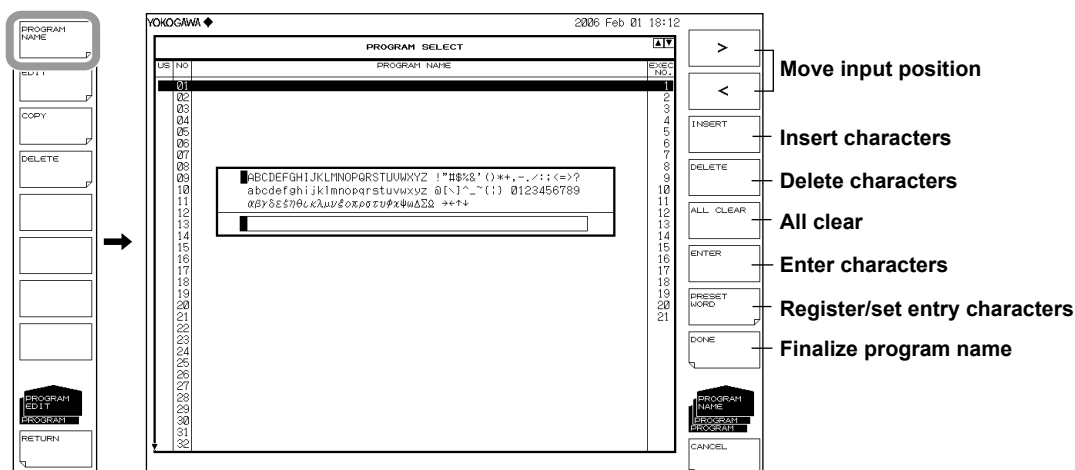 PROGRAM
NAME
EDIT
COPY
DELETE
PROGRAM
EDIT
PROGRAM
RETURN
YOKOGAWA ◆ 2006 Feb 01 18:12
PROGRAM SELECT
US NO PROGRAM NAME EXEC NO.
01 1
02 2
03 3
04 4
05 5
06 6
07 7
08 8
09 9
10 10
11 11
12 12
13 13
14 14
15 15
16 16
17 17
18 18
19 19
20 20
21 21
22
23
24
25
26
27
28
29
30
31
32
ABCDEFGHIJKLMNOPQRSTUVWXYZ !"#$%&'()*+,-./:;<=>?
abcdefghijklmnopqrstuvwxyz @[\]^_~{|} 0123456789
αβγδεζηθικλμνξοπρστυφχψωΔΣΩ →←↑↓
>
<
Move input position
INSERT
Insert characters
DELETE
Delete characters
ALL CLEAR
All clear
ENTER
Enter characters
PRESET
WORD
Register/set entry characters
DONE
Finalize program name
PROGRAM
NAME
PROGRAM
PROGRAM
CANCEL